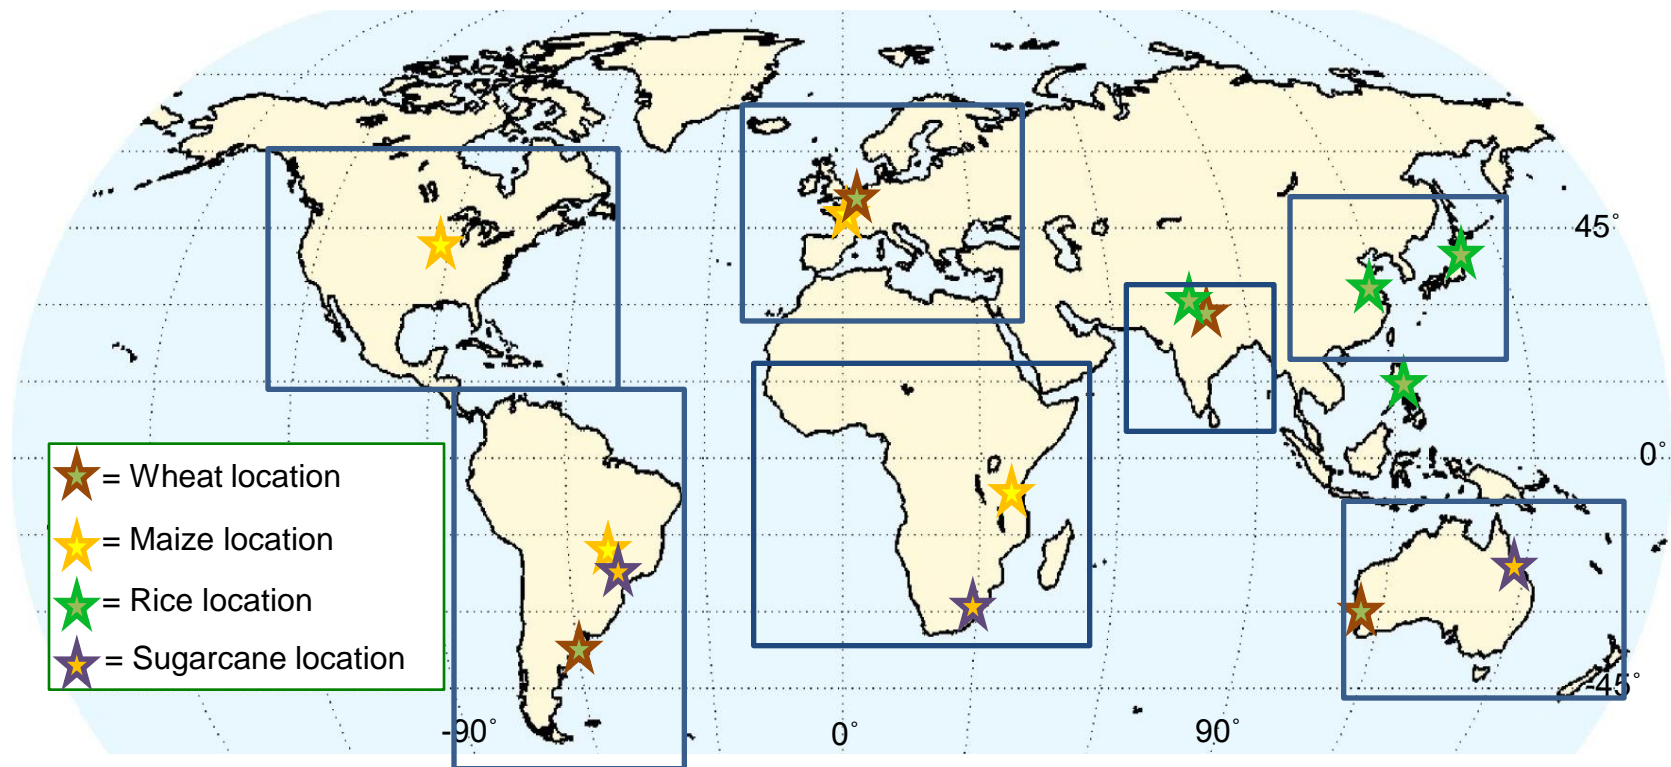 45°
0°
= Wheat location
= Maize location
= Rice location
= Sugarcane location
-45°
-90°
0°
90°